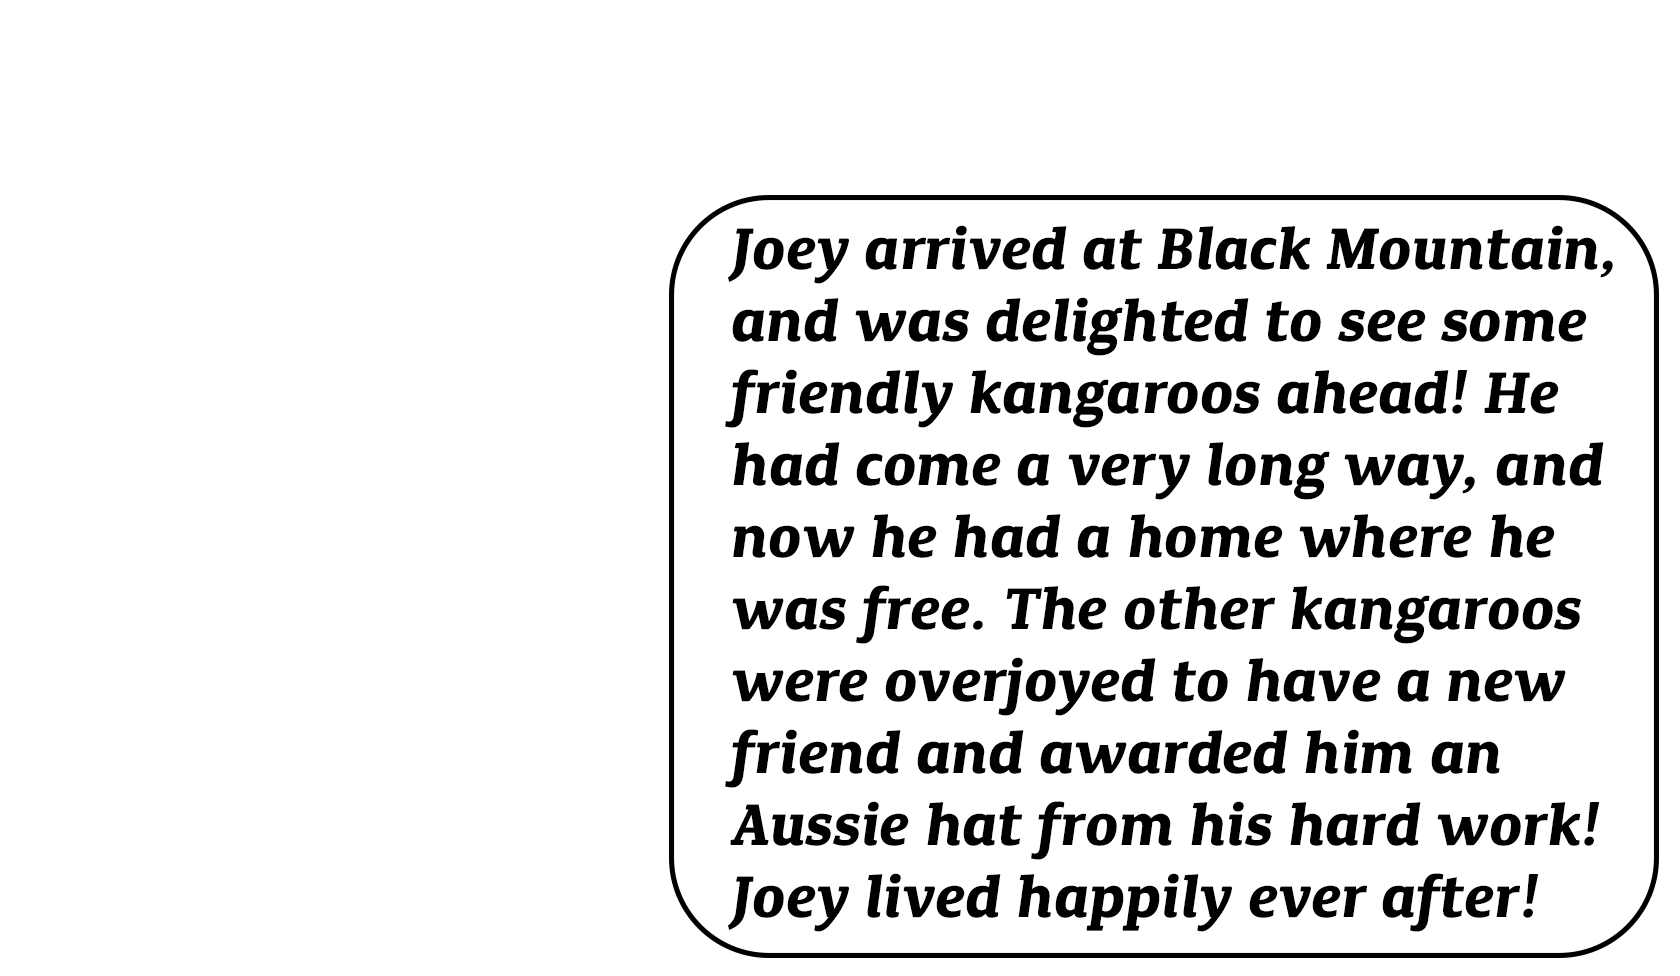 Joey arrived at Black Mountain,
and was delighted to see some
friendly kangaroos ahead! He
had come a very long way, and
now he had a home where he
was free. The other kangaroos
were overjoyed to have a new
friend and awarded him an
Aussie hat from his hard work!
Joey lived happily ever after!